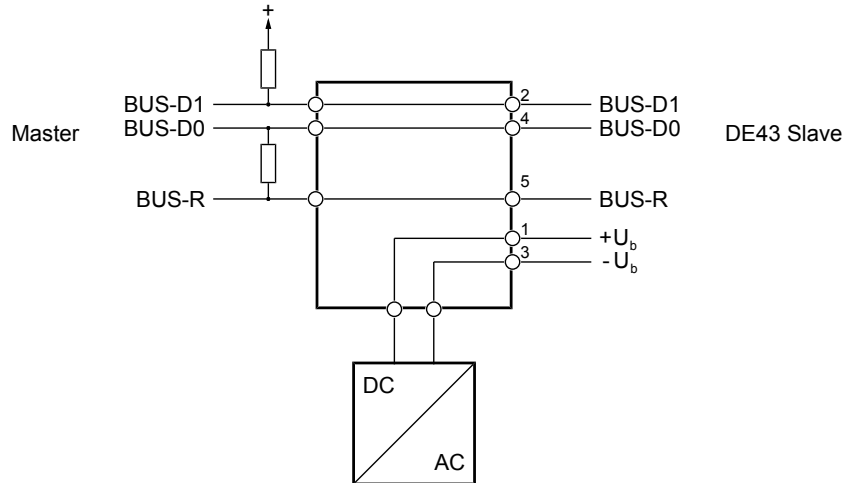 +
BUS-D1 2 BUS-D1
BUS-D0 4 BUS-D0
Master DE43 Slave
BUS-R 5 BUS-R
1 +Ub
3 -Ub
DC
AC